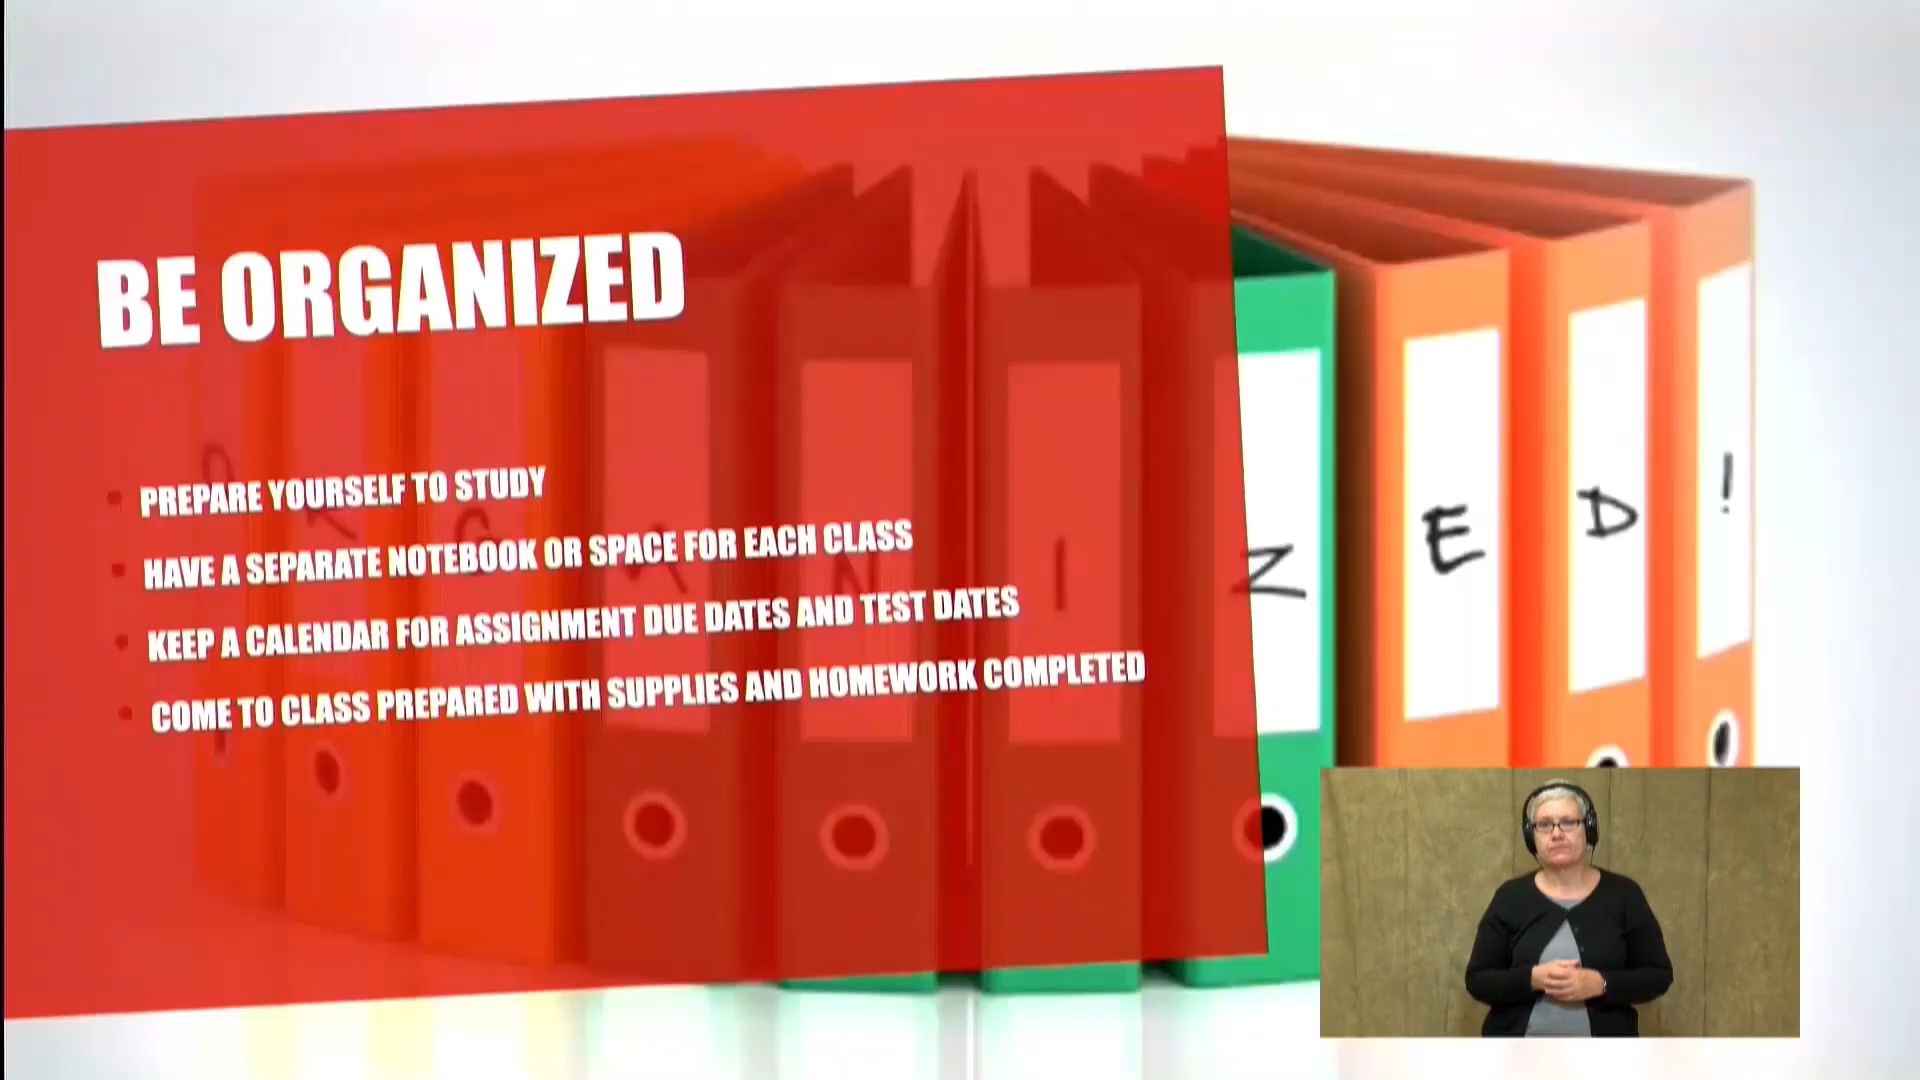 BE ORGANIZED
PREPARE YOURSELF TO STUDY
HAVE A SEPARATE NOTEBOOK OR SPACE FOR EACH CLASS
KEEP A CALENDAR FOR ASSIGNMENT DUE DATES AND TEST DATES
COME TO CLASS PREPARED WITH SUPPLIES AND HOMEWORK COMPLETED
O R G A N I Z E D !